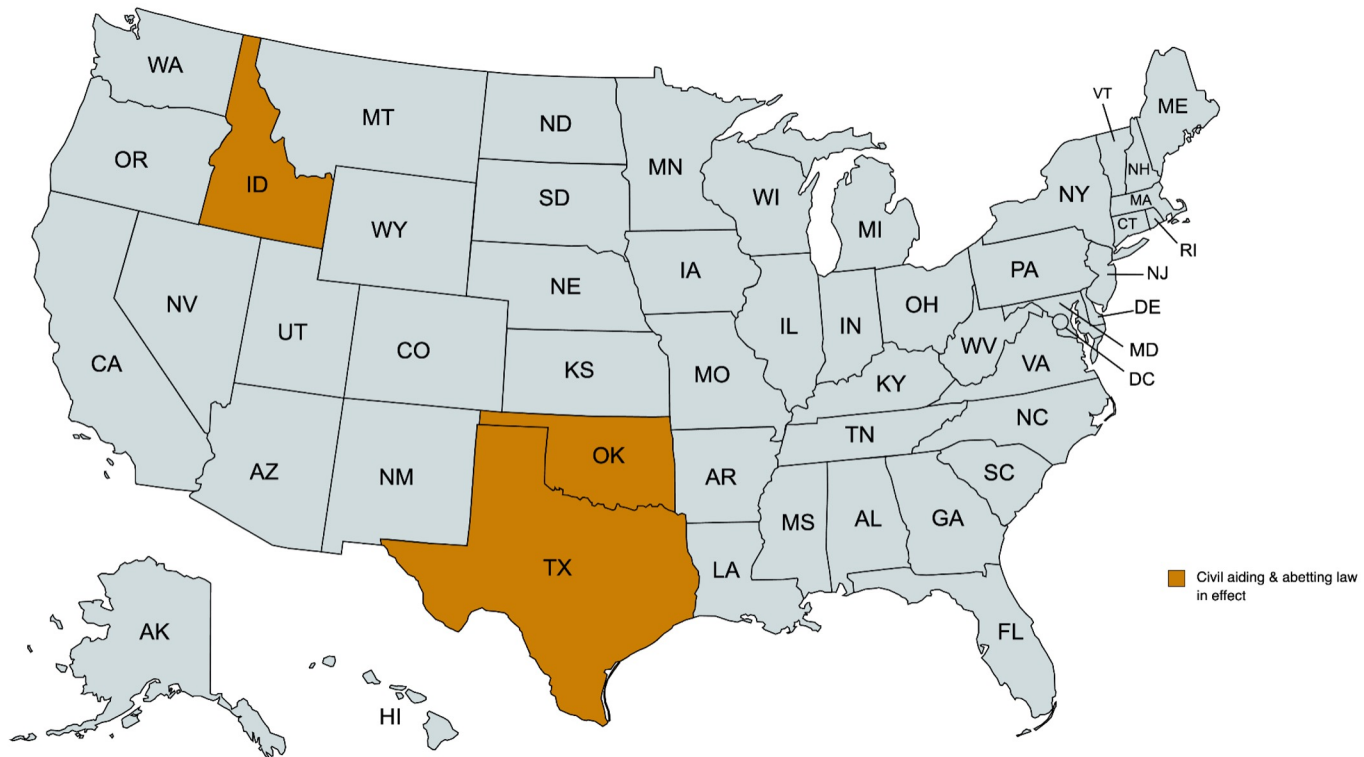 WA
MT
ND
MN
VT
ME
OR
ID
SD
WI
NH
NY
MA
WY
MI
CT
RI
IA
PA
NJ
NE
NV
OH
DE
UT
IL
IN
CO
WV
MD
CA
KS
MO
VA
DC
KY
NC
TN
OK
AZ
NM
AR
SC
MS
AL
GA
TX
LA
Civil aiding & abetting law
in effect
AK
FL
HI